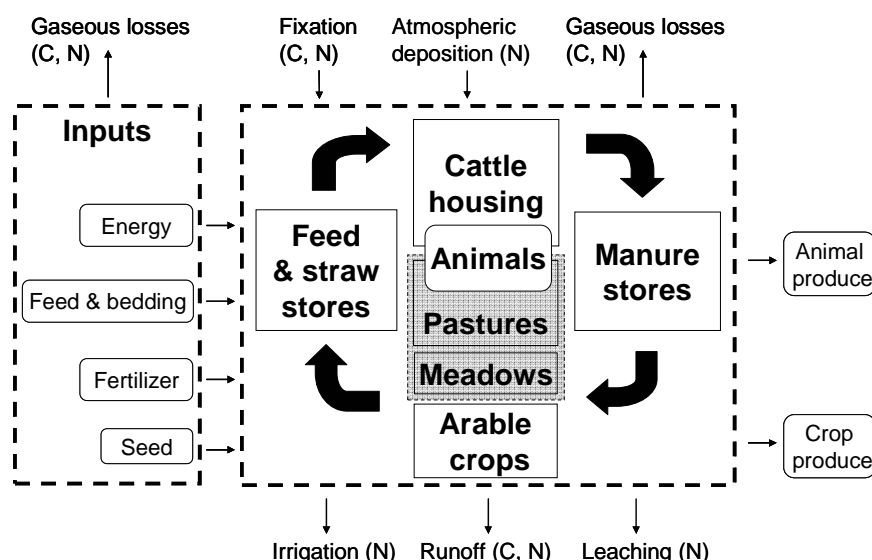 Gaseous losses
(C, N)
Fixation
(C, N)
Atmospheric
deposition (N)
Gaseous losses
(C, N)
Inputs
Energy
Feed & bedding
Fertilizer
Seed
Cattle
housing
Feed
& straw
stores
Animals
Manure
stores
Pastures
Meadows
Arable
crops
Animal
produce
Crop
produce
Irrigation (N)
Runoff (C, N)
Leaching (N)